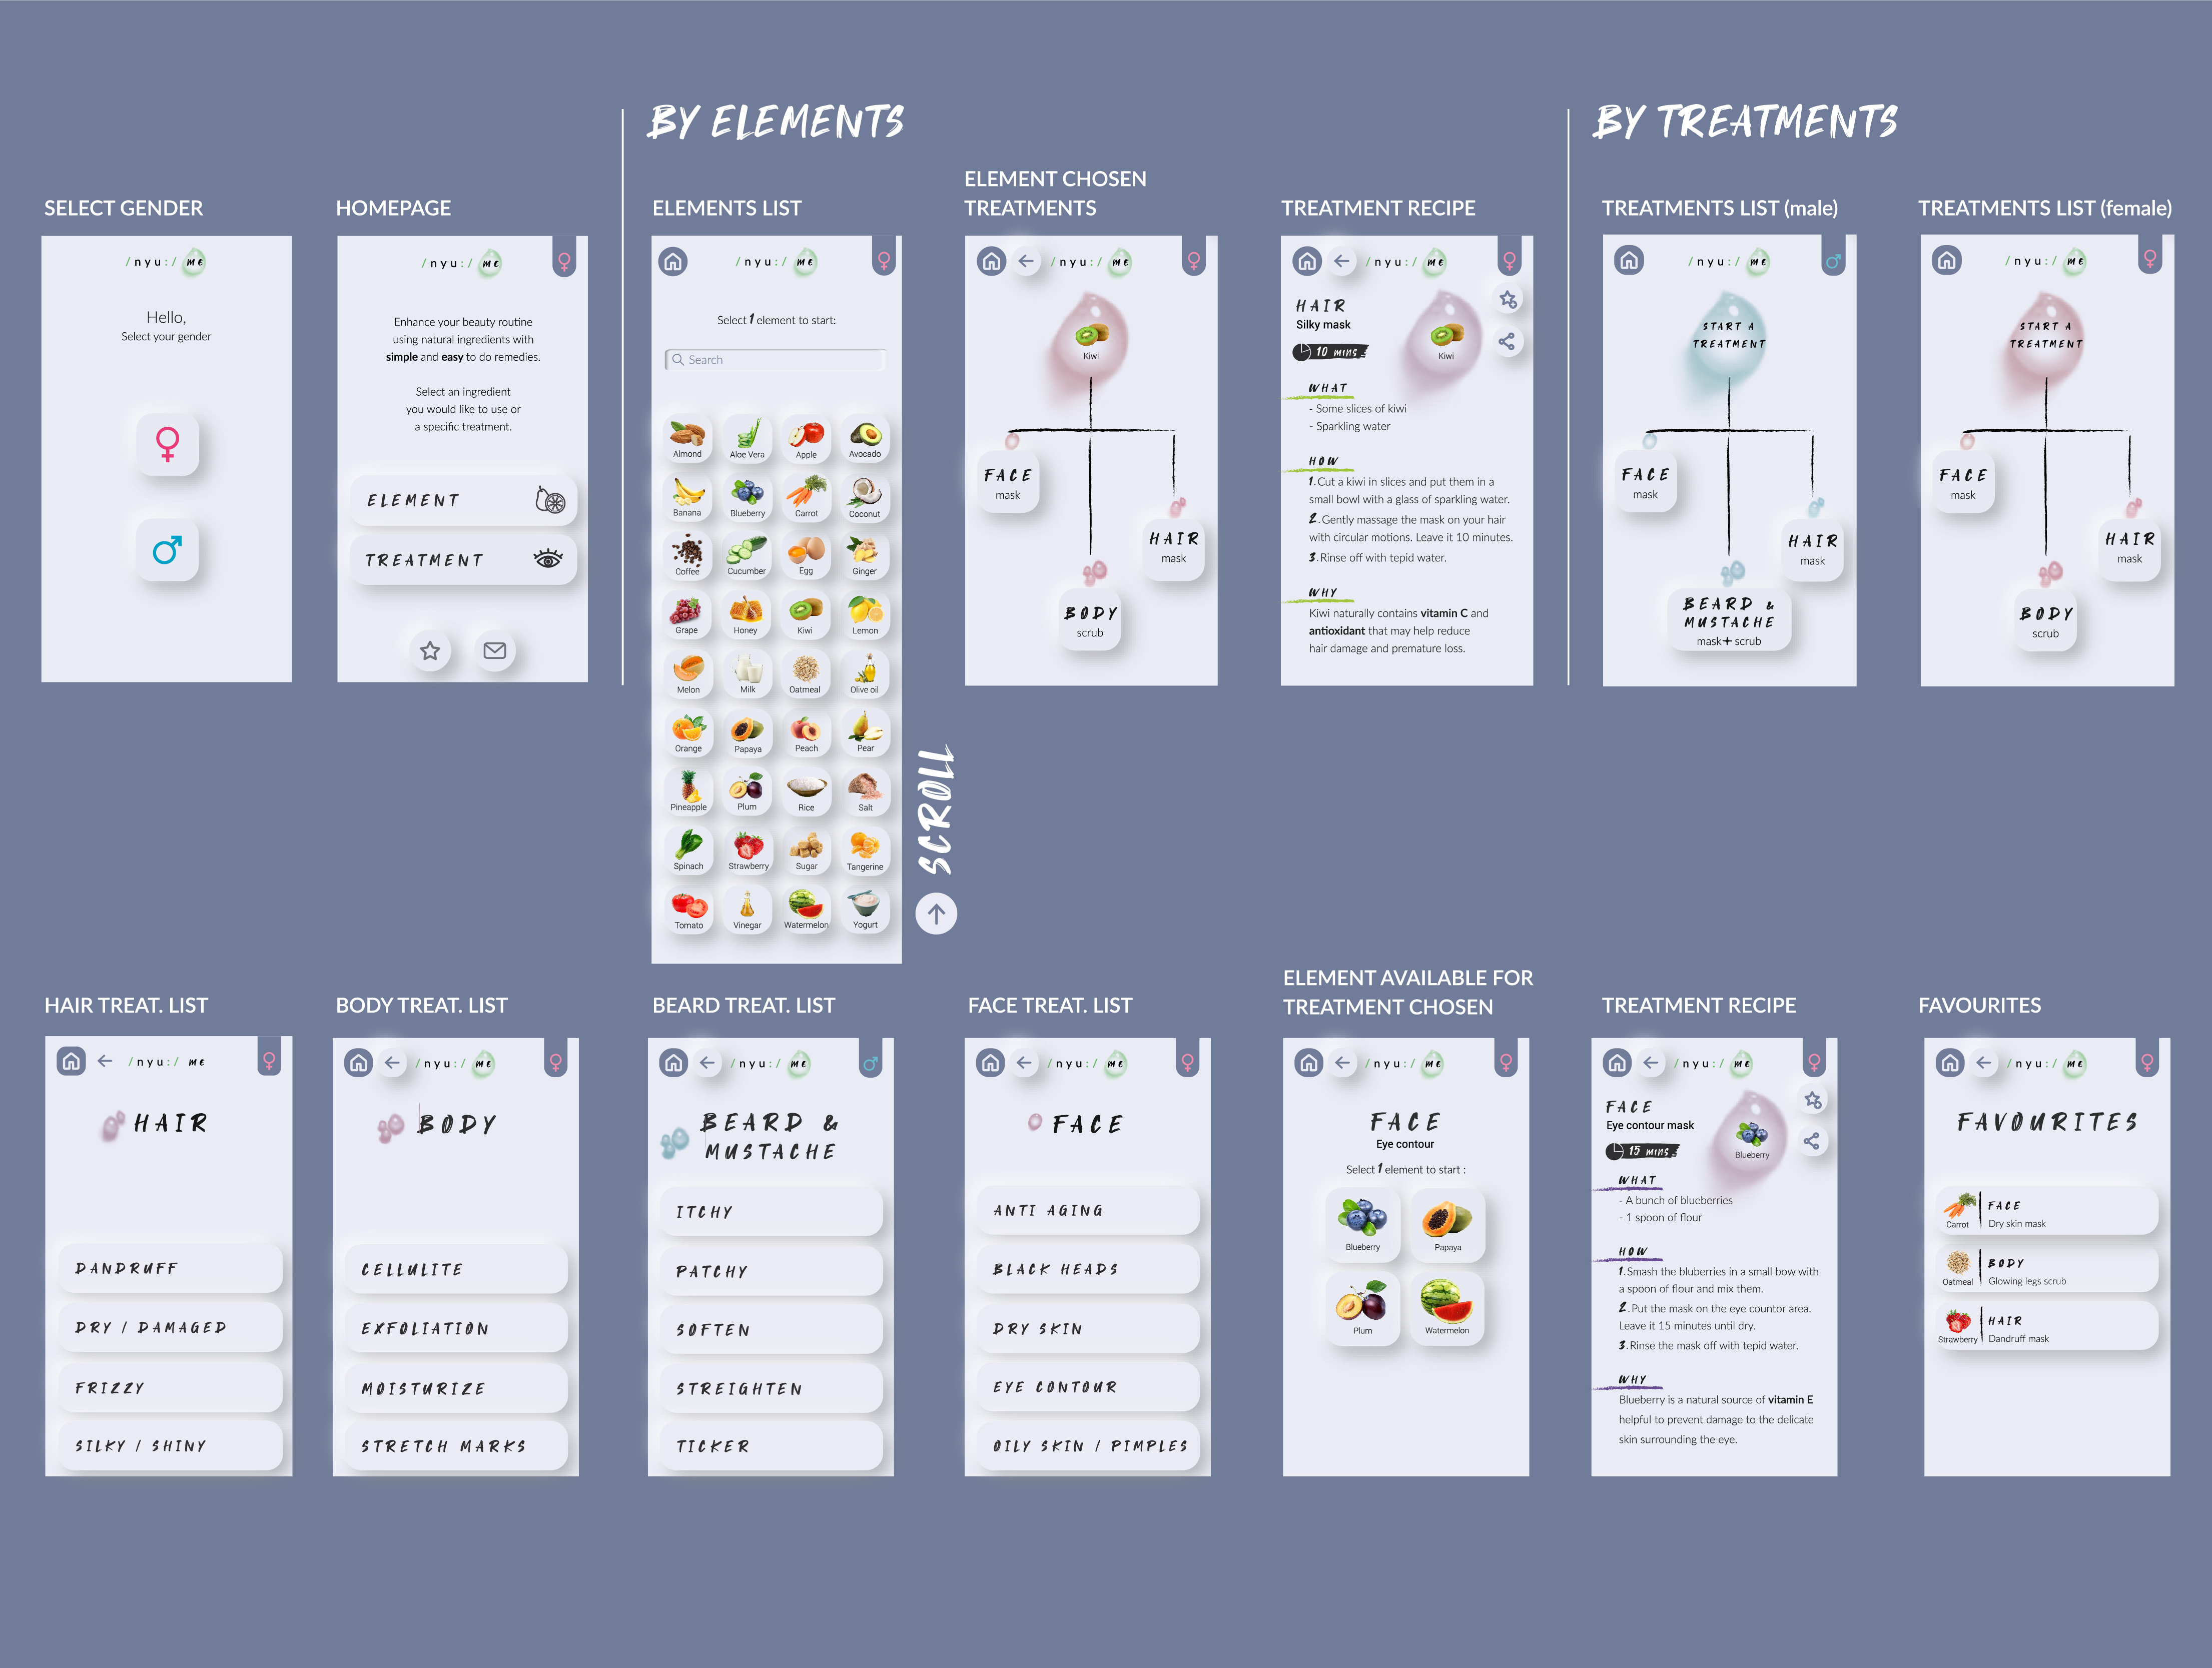 BY ELEMENTS
BY TREATMENTS
SELECT GENDER
/nyu:/ me
Hello,
Select your gender
HOMEPAGE
/nyu:/ me
Enhance your beauty routine
using natural ingredients with
simple and easy to do remedies.
Select an ingredient
you would like to use or
a specific treatment.
ELEMENT
TREATMENT
ELEMENTS LIST
/nyu:/ me
Select 1 element to start:
Search
Almond Aloe Vera Apple Avocado
Banana Blueberry Carrot Coconut
Coffee Cucumber Egg Ginger
Grape Honey Kiwi Lemon
Melon Milk Oatmeal Olive oil
Orange Papaya Peach Pear
Pineapple Plum Rice Salt
Spinach Strawberry Sugar Tangerine
Tomato Vinegar Watermelon Yogurt
SCROLL
ELEMENT CHOSEN
TREATMENTS
/nyu:/ me
Kiwi
FACE
mask
HAIR
mask
BODY
scrub
TREATMENT RECIPE
/nyu:/ me
HAIR
Silky mask
10 mins
Kiwi
WHAT
- Some slices of kiwi
- Sparkling water
HOW
1. Cut a kiwi in slices and put them in a
small bowl with a glass of sparkling water.
2. Gently massage the mask on your hair
with circular motions. Leave it 10 minutes.
3. Rinse off with tepid water.
WHY
Kiwi naturally contains vitamin C and
antioxidant that may help reduce
hair damage and premature loss.
TREATMENTS LIST (male)
/nyu:/ me
START A
TREATMENT
FACE
mask
HAIR
mask
BEARD &
MUSTACHE
mask+scrub
TREATMENTS LIST (female)
/nyu:/ me
START A
TREATMENT
FACE
mask
HAIR
mask
BODY
scrub
HAIR TREAT. LIST
/nyu:/ me
HAIR
DANDRUFF
DRY / DAMAGED
FRIZZY
SILKY / SHINY
BODY TREAT. LIST
/nyu:/ me
BODY
CELLULITE
EXFOLIATION
MOISTURIZE
STRETCH MARKS
BEARD TREAT. LIST
/nyu:/ me
BEARD &
MUSTACHE
ITCHY
PATCHY
SOFTEN
STREIGHTEN
TICKER
FACE TREAT. LIST
/nyu:/ me
FACE
ANTI AGING
BLACK HEADS
DRY SKIN
EYE CONTOUR
OILY SKIN / PIMPLES
ELEMENT AVAILABLE FOR
TREATMENT CHOSEN
/nyu:/ me
FACE
Eye contour
Select 1 element to start :
Blueberry Papaya
Plum Watermelon
TREATMENT RECIPE
/nyu:/ me
FACE
Eye contour mask
15 mins
Blueberry
WHAT
- A bunch of blueberries
- 1 spoon of flour
HOW
1. Smash the bluberries in a small bow with
a spoon of flour and mix them.
2. Put the mask on the eye countor area.
Leave it 15 minutes until dry.
3. Rinse the mask off with tepid water.
WHY
Blueberry is a natural source of vitamin E
helpful to prevent damage to the delicate
skin surrounding the eye.
FAVOURITES
/nyu:/ me
FAVOURITES
Carrot
FACE
Dry skin mask
Oatmeal
BODY
Glowing legs scrub
Strawberry
HAIR
Dandruff mask